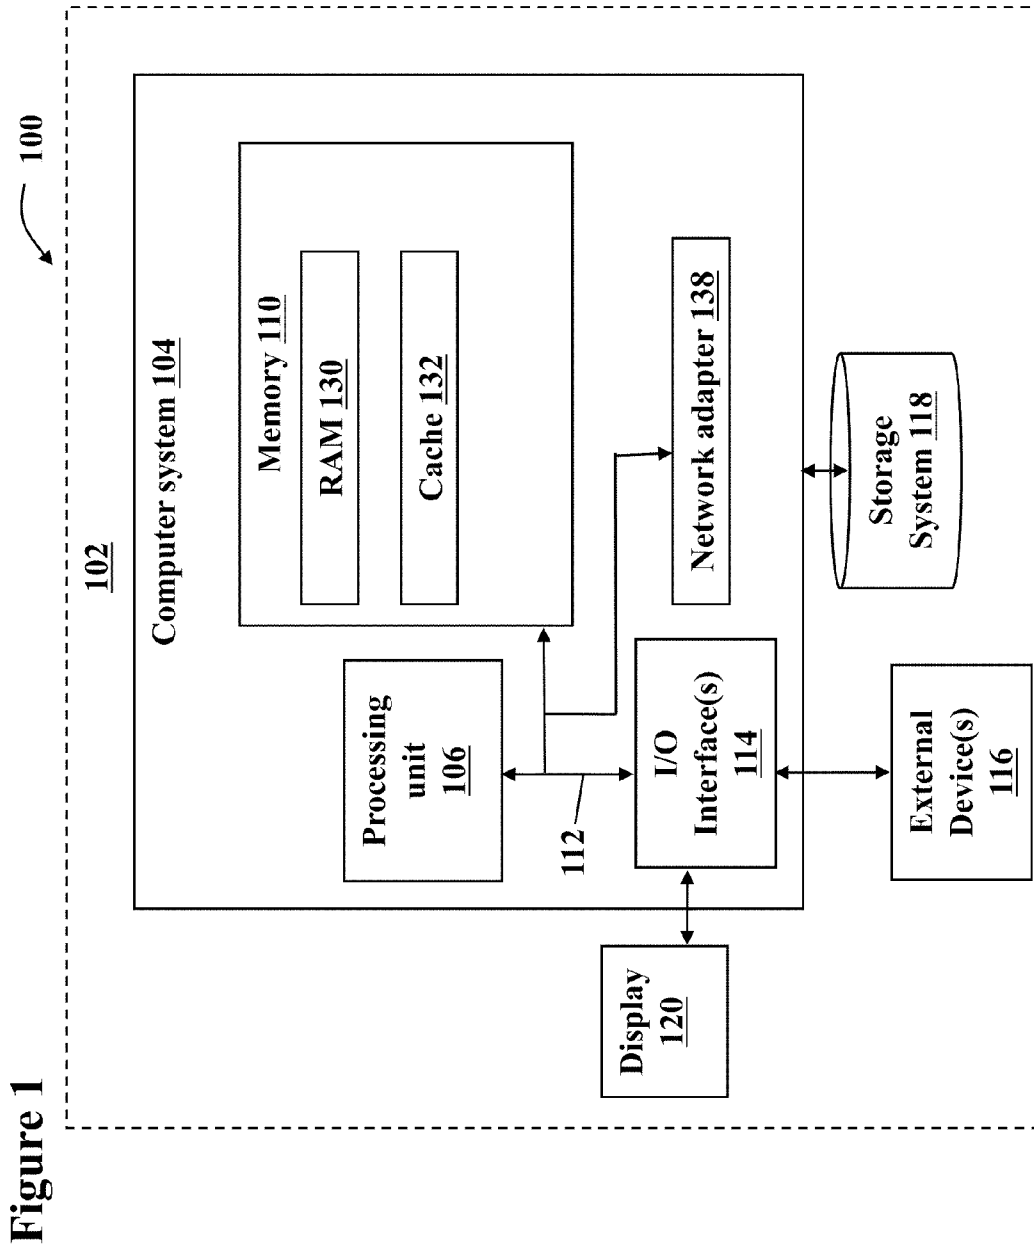 Figure 1
100
102
Computer system 104
Memory 110
RAM 130
Cache 132
Processing
unit
106
112
Network adapter 138
I/O
Interface(s)
114
Display
120
Storage
System 118
External
Device(s)
116